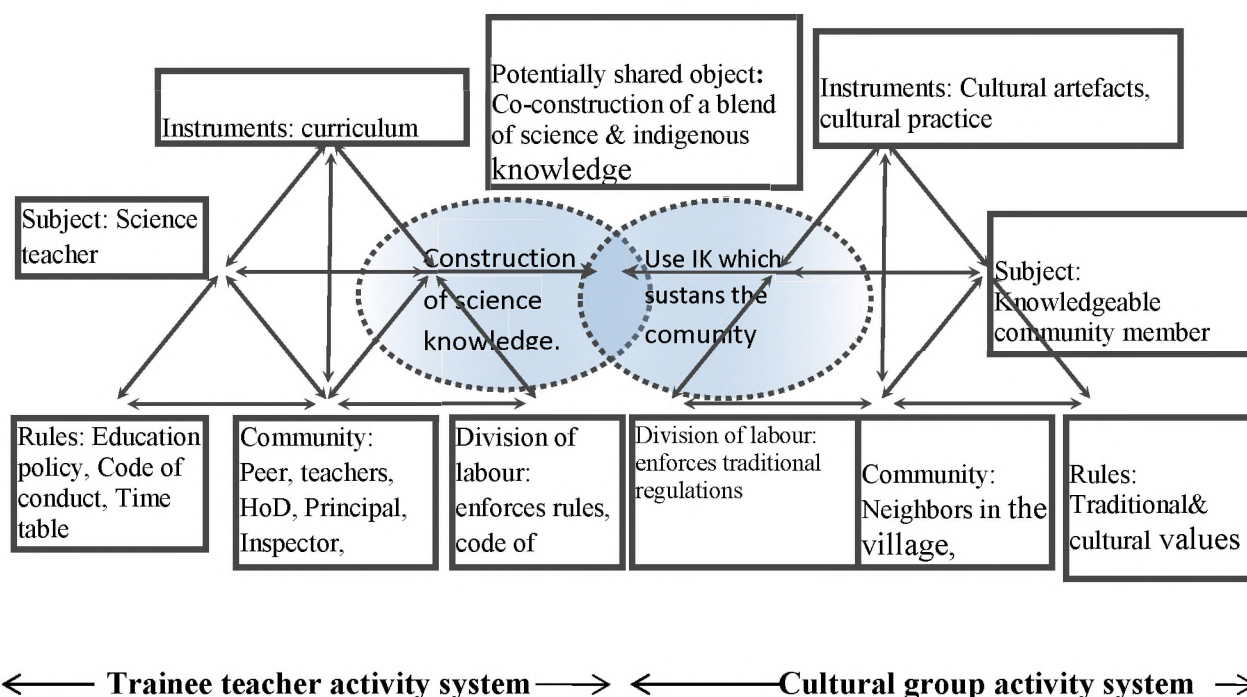 Potentially shared object:
Co-construction of a blend
of science & indigenous
knowledge
Instruments: curriculum
Instruments: Cultural artefacts,
cultural practice
Subject: Science
teacher
Construction
of science
knowledge.
Use IK which
sustans the
comunity
Subject:
Knowledgeable
community member
Rules: Education
policy, Code of
conduct, Time
table
Community:
Peer, teachers,
HoD, Principal,
Inspector,
Division of
labour:
enforces rules,
code of
Division of labour:
enforces traditional
regulations
Community:
Neighbors in the
village,
Rules:
Traditional&
cultural values
Trainee teacher activity system
Cultural group activity system